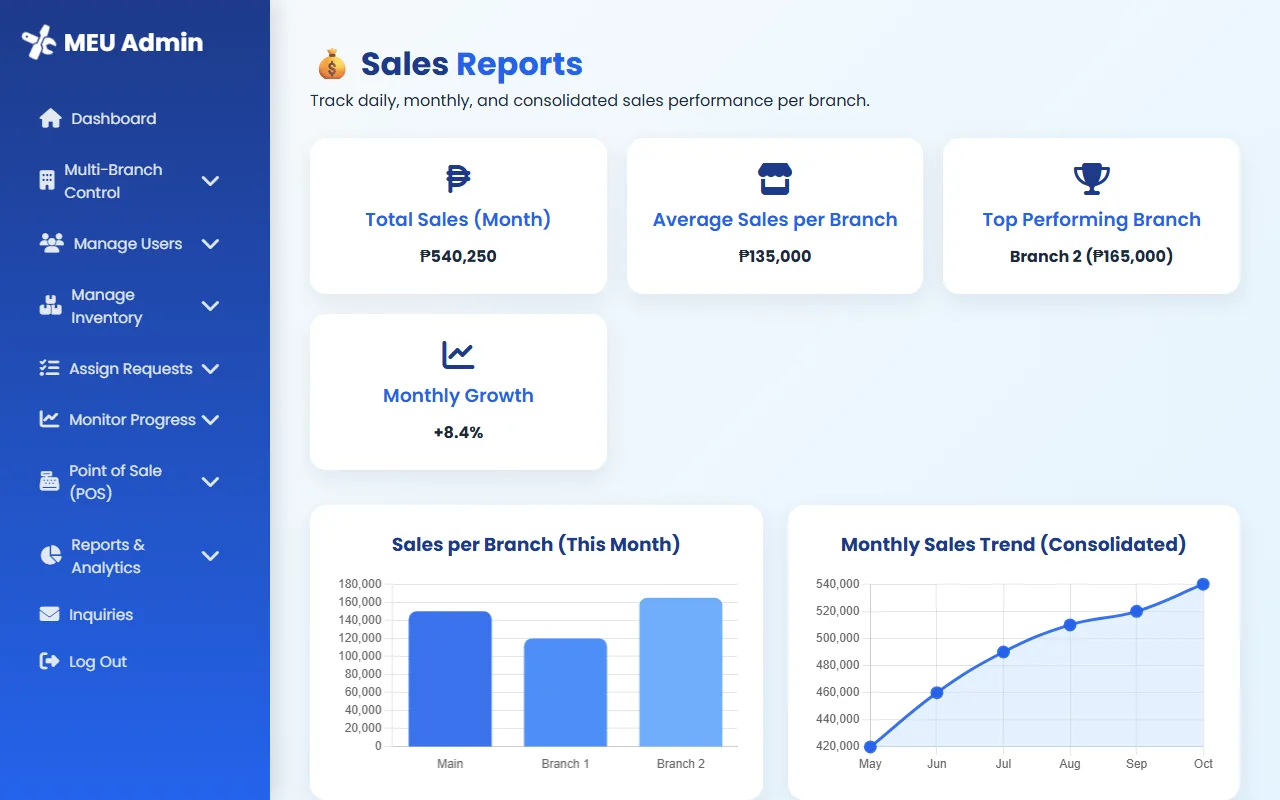 MEU Admin
Dashboard
Multi-Branch
Control
Manage Users
Manage
Inventory
Assign Requests
Monitor Progress
Point of Sale
(POS)
Reports &
Analytics
Inquiries
Log Out
Sales Reports
Track daily, monthly, and consolidated sales performance per branch.
Total Sales (Month)
₱540,250
Average Sales per Branch
₱135,000
Top Performing Branch
Branch 2 (₱165,000)
Monthly Growth
+8.4%
Sales per Branch (This Month)
180,000
160,000
140,000
120,000
100,000
80,000
60,000
40,000
20,000
0
Main Branch 1 Branch 2
Monthly Sales Trend (Consolidated)
540,000
520,000
500,000
480,000
460,000
440,000
420,000
May Jun Jul Aug Sep Oct